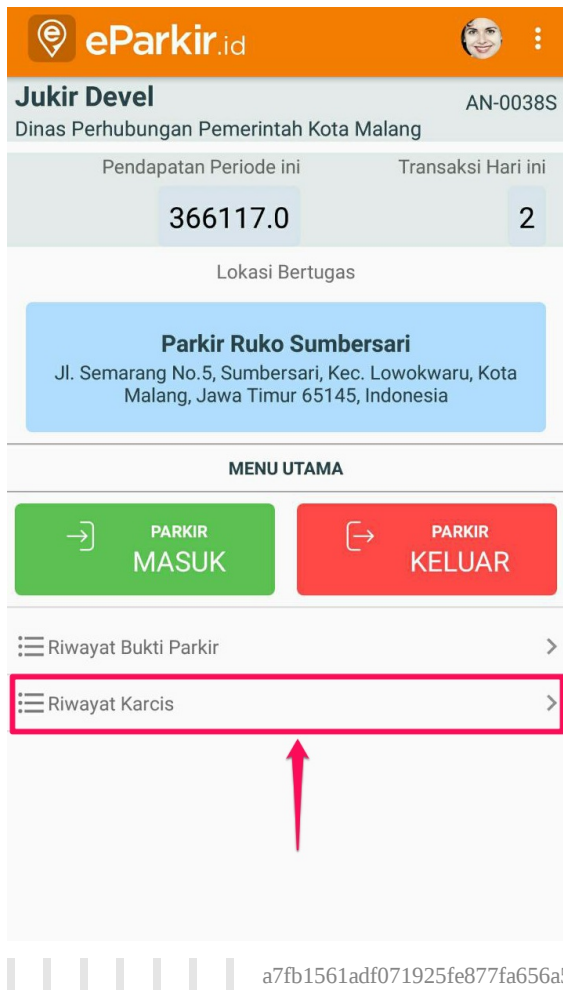 eParkir.id
Jukir Devel
AN-0038S
Dinas Perhubungan Pemerintah Kota Malang
Pendapatan Periode ini
Transaksi Hari ini
366117.0
2
Lokasi Bertugas
Parkir Ruko Sumbersari
Jl. Semarang No.5, Sumbersari, Kec. Lowokwaru, Kota
Malang, Jawa Timur 65145, Indonesia
MENU UTAMA
PARKIR
MASUK
PARKIR
KELUAR
Riwayat Bukti Parkir
Riwayat Karcis